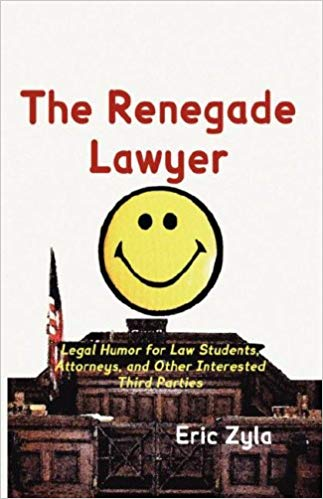 The Renegade
Lawyer
Legal Humor for Law Students,
Attorneys, and Other Interested
Third Parties
Eric Zyla